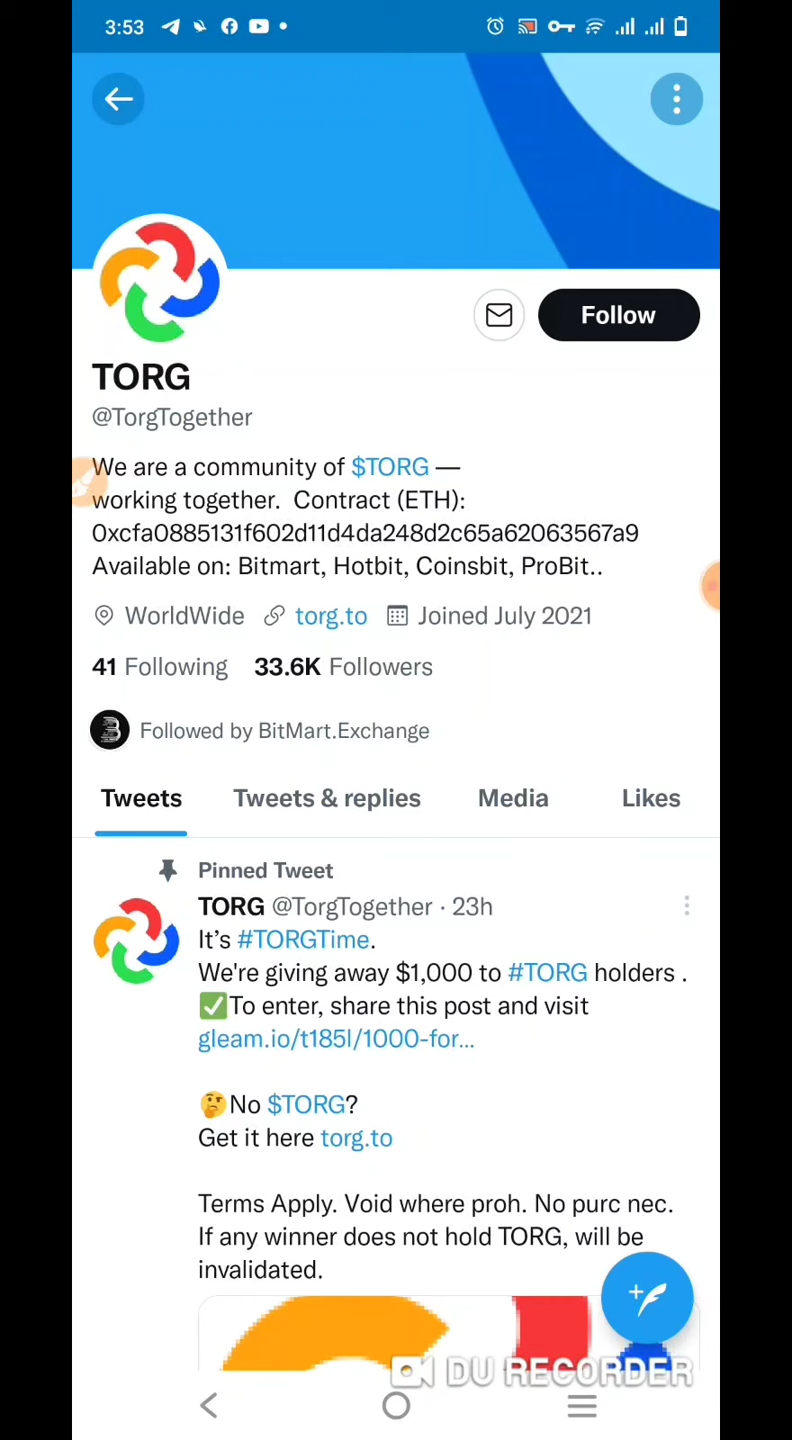 3:53
Follow
TORG
@TorgTogether
We are a community of $TORG —
working together. Contract (ETH):
0xcfa0885131f602d11d4da248d2c65a62063567a9
Available on: Bitmart, Hotbit, Coinsbit, ProBit..
WorldWide torg.to Joined July 2021
41 Following 33.6K Followers
Followed by BitMart.Exchange
Tweets Tweets & replies Media Likes
Pinned Tweet
TORG @TorgTogether · 23h
It’s #TORGTime.
We're giving away $1,000 to #TORG holders .
✅To enter, share this post and visit
gleam.io/t185l/1000-for...
🤔No $TORG?
Get it here torg.to
Terms Apply. Void where proh. No purc nec.
If any winner does not hold TORG, will be
invalidated.
DU RECORDER